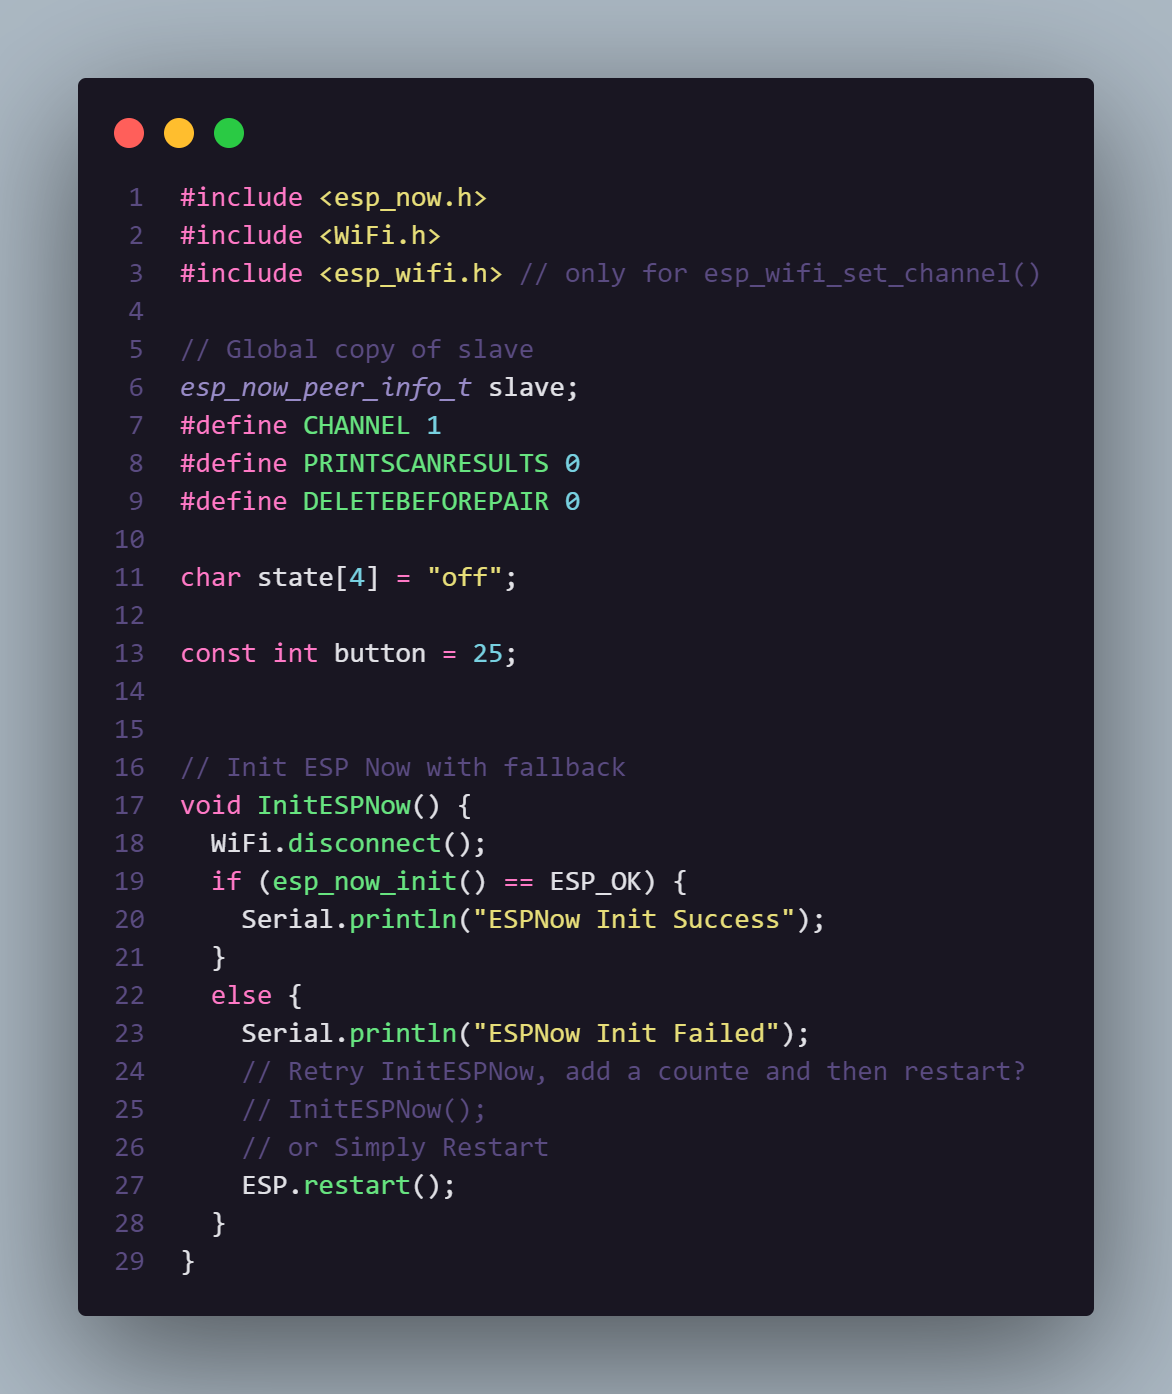 1 #include <esp_now.h>
2 #include <WiFi.h>
3 #include <esp_wifi.h> // only for esp_wifi_set_channel()
4
5 // Global copy of slave
6 esp_now_peer_info_t slave;
7 #define CHANNEL 1
8 #define PRINTSCANRESULTS 0
9 #define DELETEBEFOREPAIR 0
10
11 char state[4] = "off";
12
13 const int button = 25;
14
15
16 // Init ESP Now with fallback
17 void InitESPNow() {
18   WiFi.disconnect();
19   if (esp_now_init() == ESP_OK) {
20     Serial.println("ESPNow Init Success");
21   }
22   else {
23     Serial.println("ESPNow Init Failed");
24     // Retry InitESPNow, add a counte and then restart?
25     // InitESPNow();
26     // or Simply Restart
27     ESP.restart();
28   }
29 }